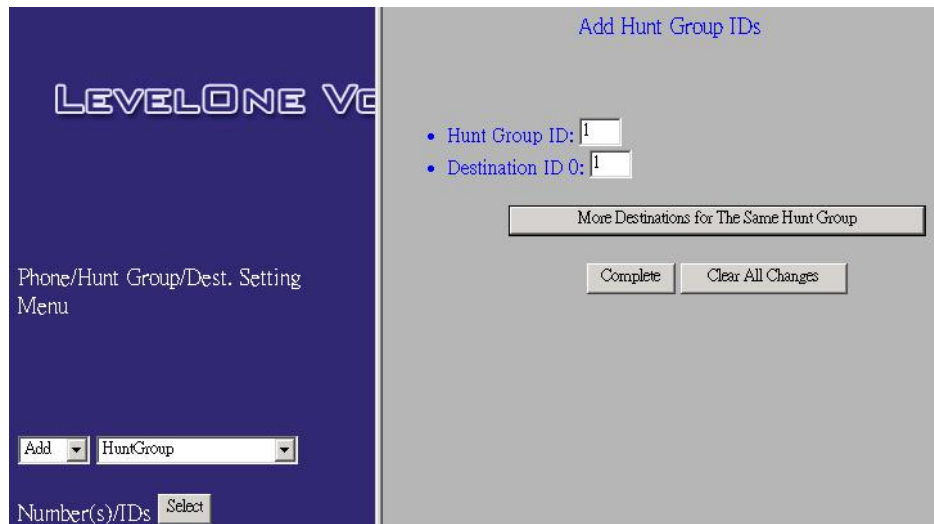 LEVELONE
Phone/Hunt Group/Dest. Setting
Menu
Add HuntGroup
Number(s)/IDs Select
Add Hunt Group IDs
• Hunt Group ID: 1
• Destination ID 0: 1
More Destinations for The Same Hunt Group
Complete Clear All Changes